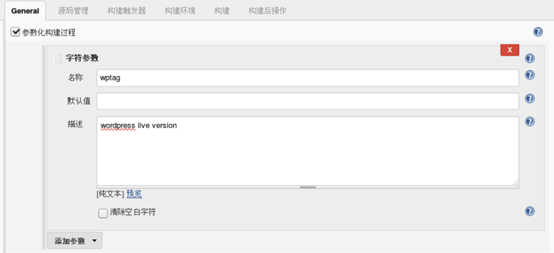 General 源码管理 构建触发器 构建环境 构建 构建后操作
参数化构建过程
X
字符参数
名称 wptag
默认值
描述 wordpress live version
[纯文本] 预览
清除空白字符
添加参数